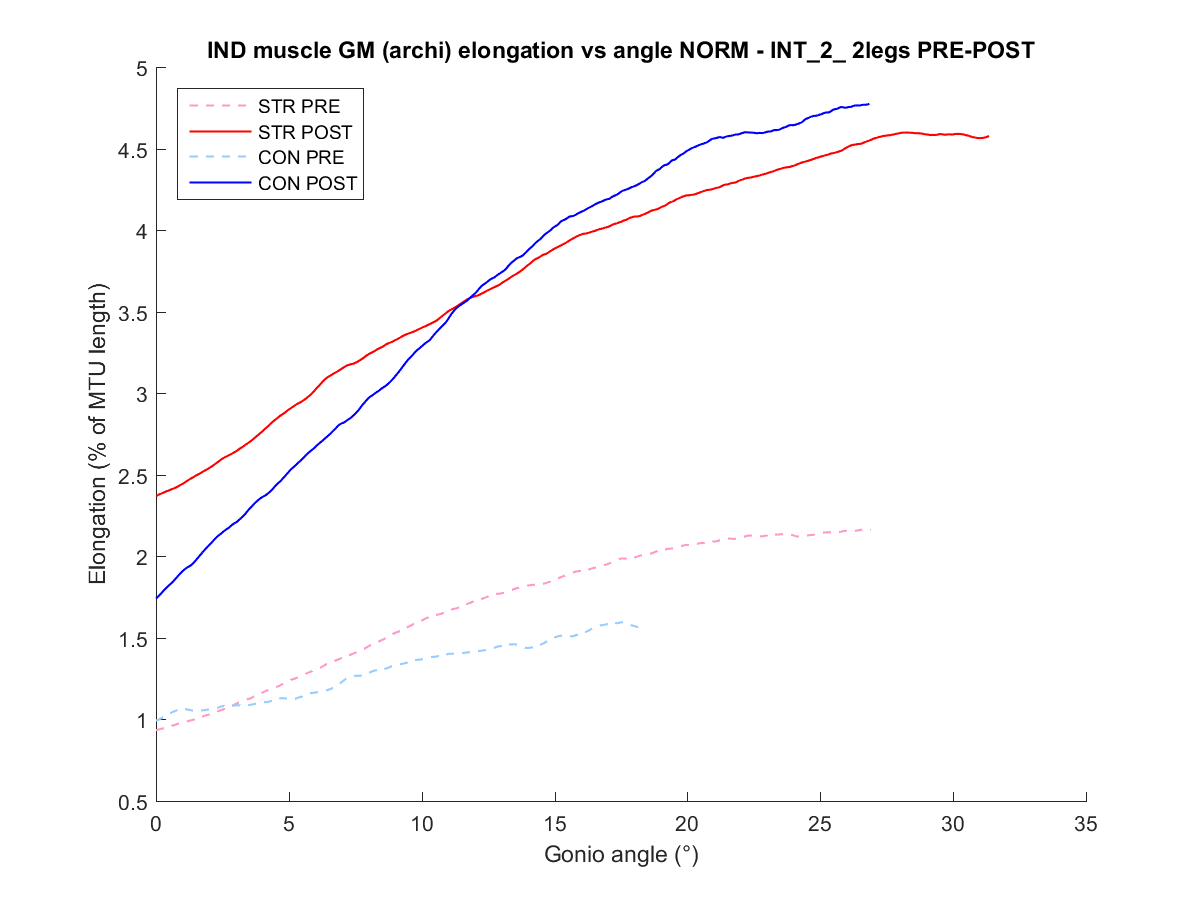 IND muscle GM (archi) elongation vs angle NORM - INT_2_ 2legs PRE-POST
5
4.5
4
3.5
3
2.5
2
1.5
1
0.5
Elongation (% of MTU length)
STR PRE
STR POST
CON PRE
CON POST
0 5 10 15 20 25 30 35
Gonio angle (°)